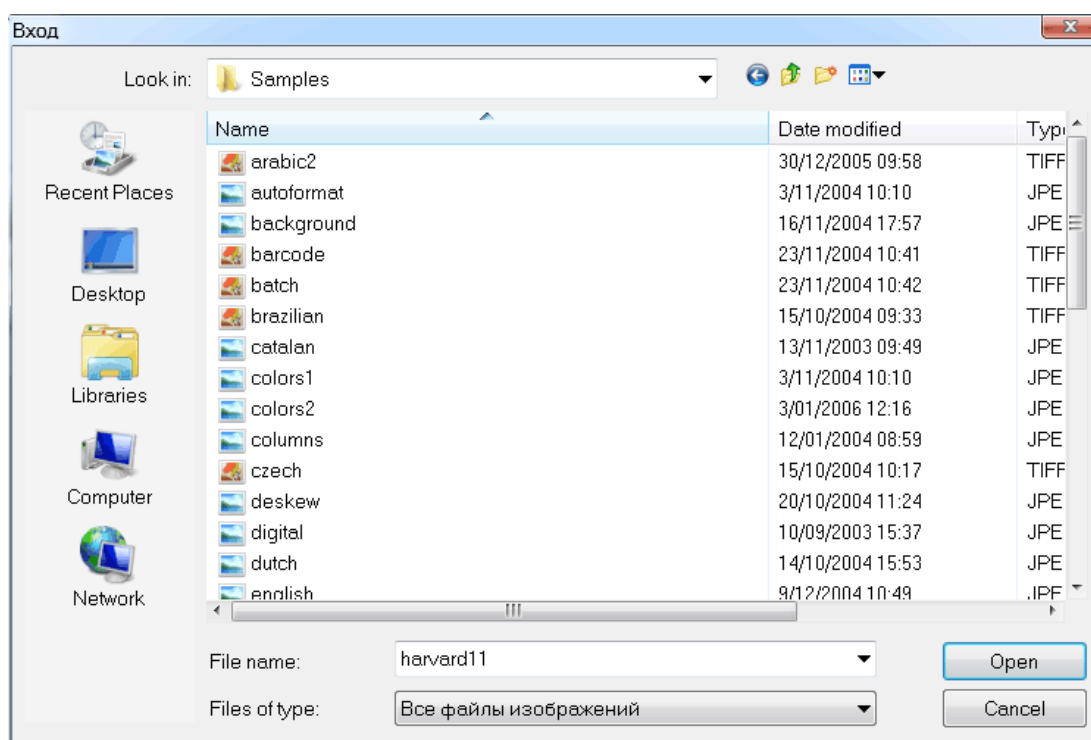 Вход
Look in: Samples
Name Date modified
Recent Places
Desktop
Libraries
Computer
Network
arabic2 30/12/2005 09:58 TIFF
autoformat 3/11/2004 10:10 JPE
background 16/11/2004 17:57 JPE
barcode 23/11/2004 10:41 TIFF
batch 23/11/2004 10:42 TIFF
brazilian 15/10/2004 09:33 TIFF
catalan 13/11/2003 09:49 JPE
colors1 3/11/2004 10:10 JPE
colors2 3/01/2006 12:16 JPE
columns 12/01/2004 08:59 JPE
czech 15/10/2004 10:17 TIFF
deskew 20/10/2004 11:24 JPE
digital 10/09/2003 15:37 JPE
dutch 14/10/2004 15:53 JPE
english 9/12/2004 10:49 JPE
File name: harvard11 Open
Files of type: Все файлы изображений Cancel